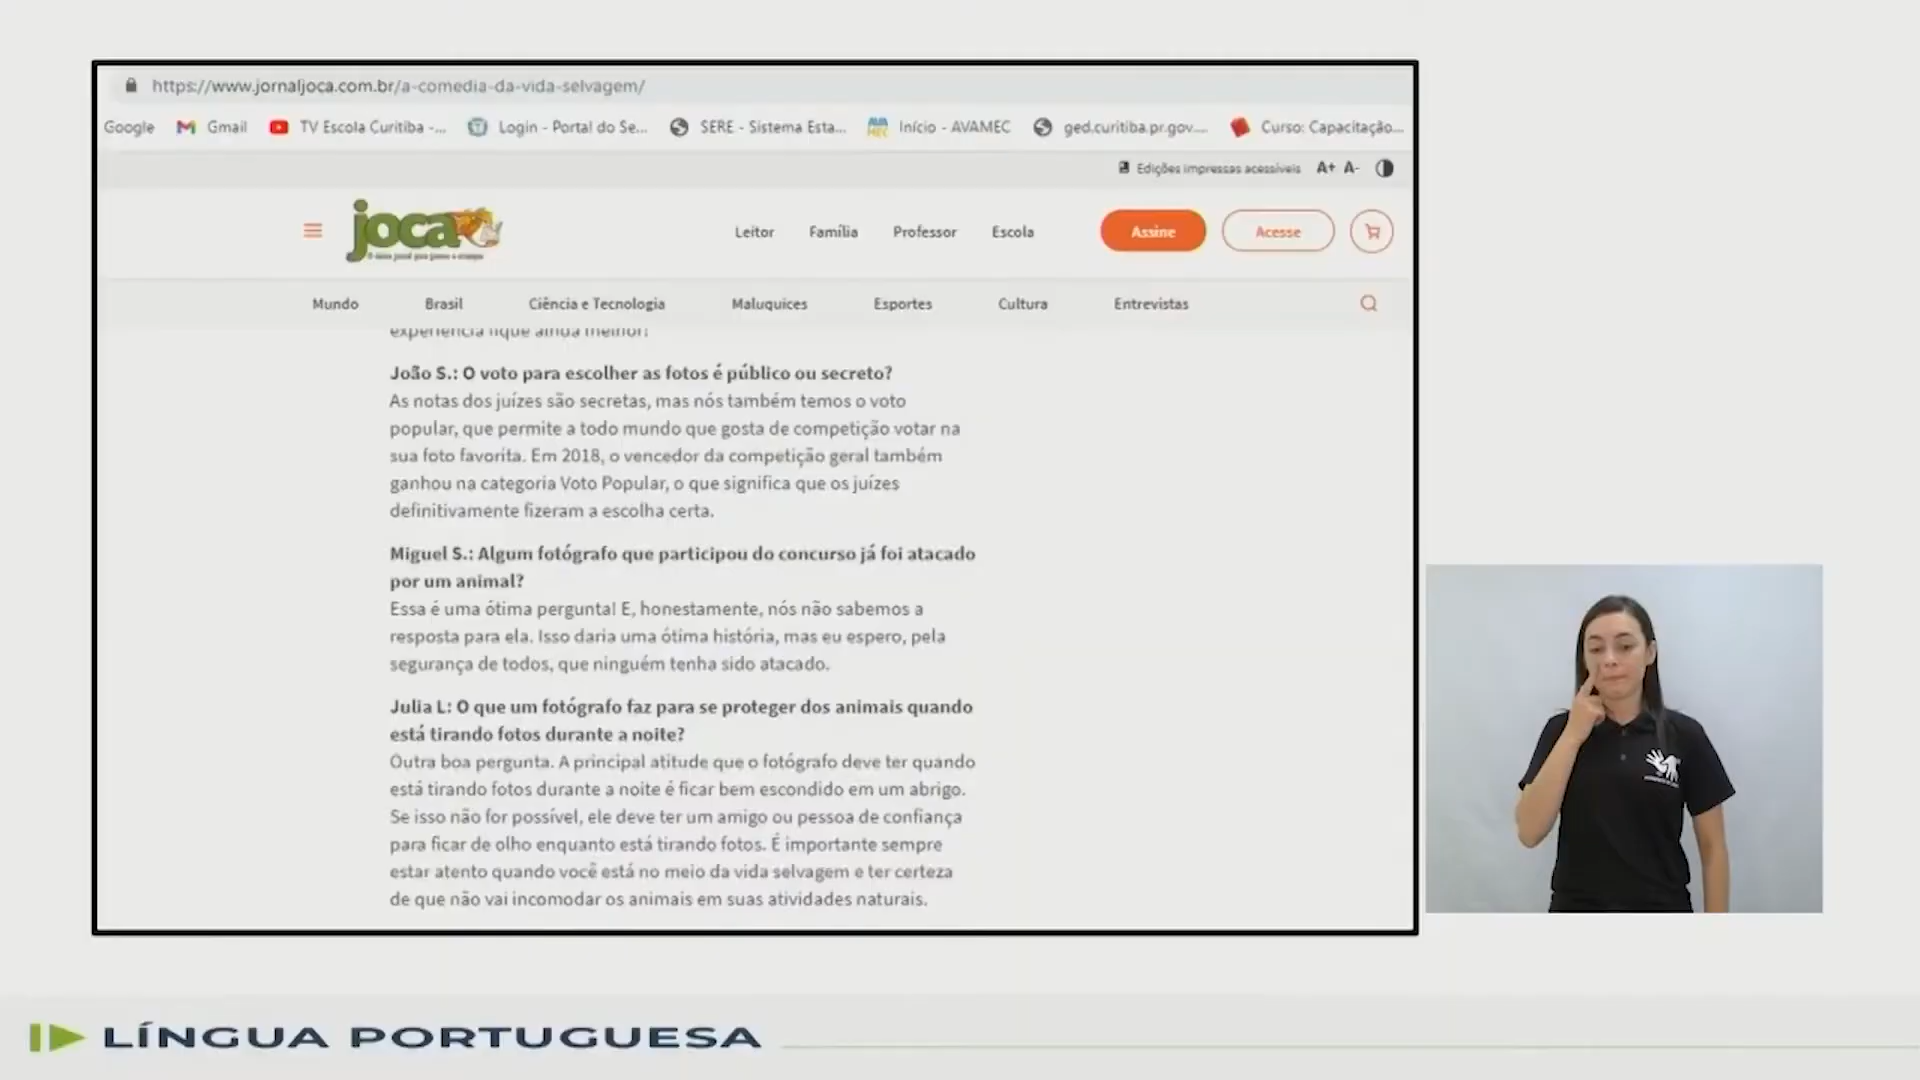 https://www.jornaljoca.com.br/a-comedia-da-vida-selvagem/
Google Gmail TV Escola Curitiba -... Login - Portal do Se... SERE - Sistema Esta... Início - AVAMEC ged.curitiba.pr.gov.... Curso: Capacitação...
Edições impressas acessíveis A+ A-
joca
Leitor Família Professor Escola Assine Acesse
Mundo Brasil Ciência e Tecnologia Maluquices Esportes Cultura Entrevistas
experiência fique ainda melhor!
João S.: O voto para escolher as fotos é público ou secreto?
As notas dos juízes são secretas, mas nós também temos o voto
popular, que permite a todo mundo que gosta de competição votar na
sua foto favorita. Em 2018, o vencedor da competição geral também
ganhou na categoria Voto Popular, o que significa que os juízes
definitivamente fizeram a escolha certa.
Miguel S.: Algum fotógrafo que participou do concurso já foi atacado
por um animal?
Essa é uma ótima pergunta! E, honestamente, nós não sabemos a
resposta para ela. Isso daria uma ótima história, mas eu espero, pela
segurança de todos, que ninguém tenha sido atacado.
Julia L: O que um fotógrafo faz para se proteger dos animais quando
está tirando fotos durante a noite?
Outra boa pergunta. A principal atitude que o fotógrafo deve ter quando
está tirando fotos durante a noite é ficar bem escondido em um abrigo.
Se isso não for possível, ele deve ter um amigo ou pessoa de confiança
para ficar de olho enquanto está tirando fotos. É importante sempre
estar atento quando você está no meio da vida selvagem e ter certeza
de que não vai incomodar os animais em suas atividades naturais.
LÍNGUA PORTUGUESA